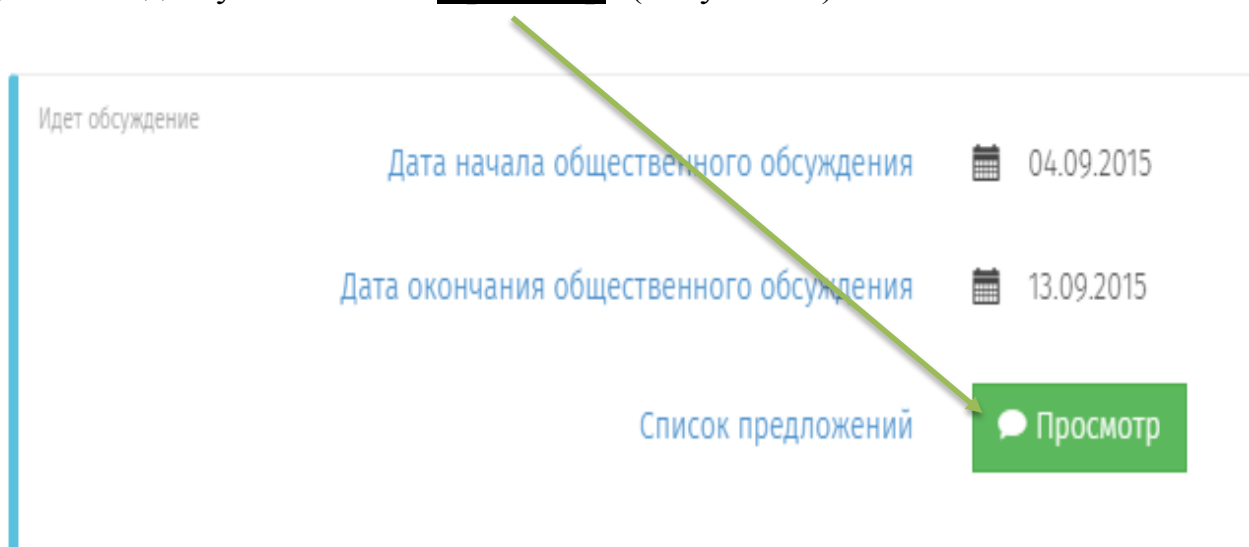 Идет обсуждение
Дата начала общественного обсуждения 04.09.2015
Дата окончания общественного обсуждения 13.09.2015
Список предложений Просмотр